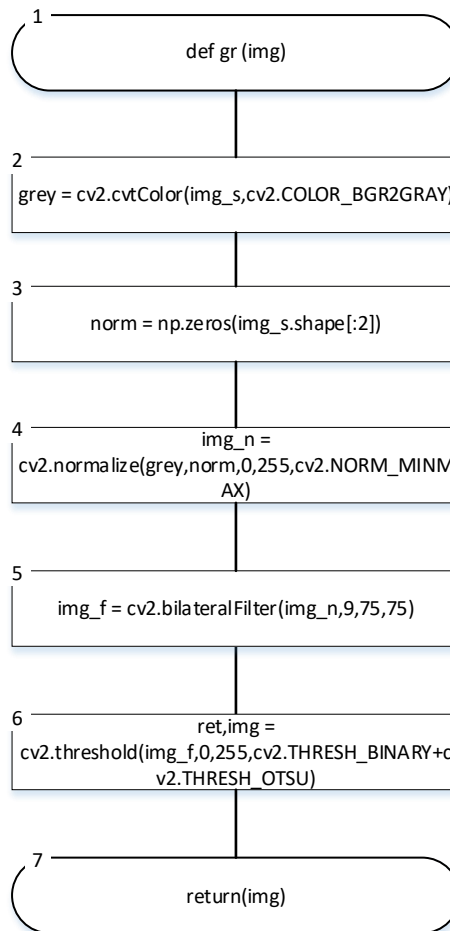 1
def gr (img)
2
grey = cv2.cvtColor(img_s,cv2.COLOR_BGR2GRAY)
3
norm = np.zeros(img_s.shape[:2])
4
img_n =
cv2.normalize(grey,norm,0,255,cv2.NORM_MINM
AX)
5
img_f = cv2.bilateralFilter(img_n,9,75,75)
6
ret,img =
cv2.threshold(img_f,0,255,cv2.THRESH_BINARY+c
v2.THRESH_OTSU)
7
return(img)